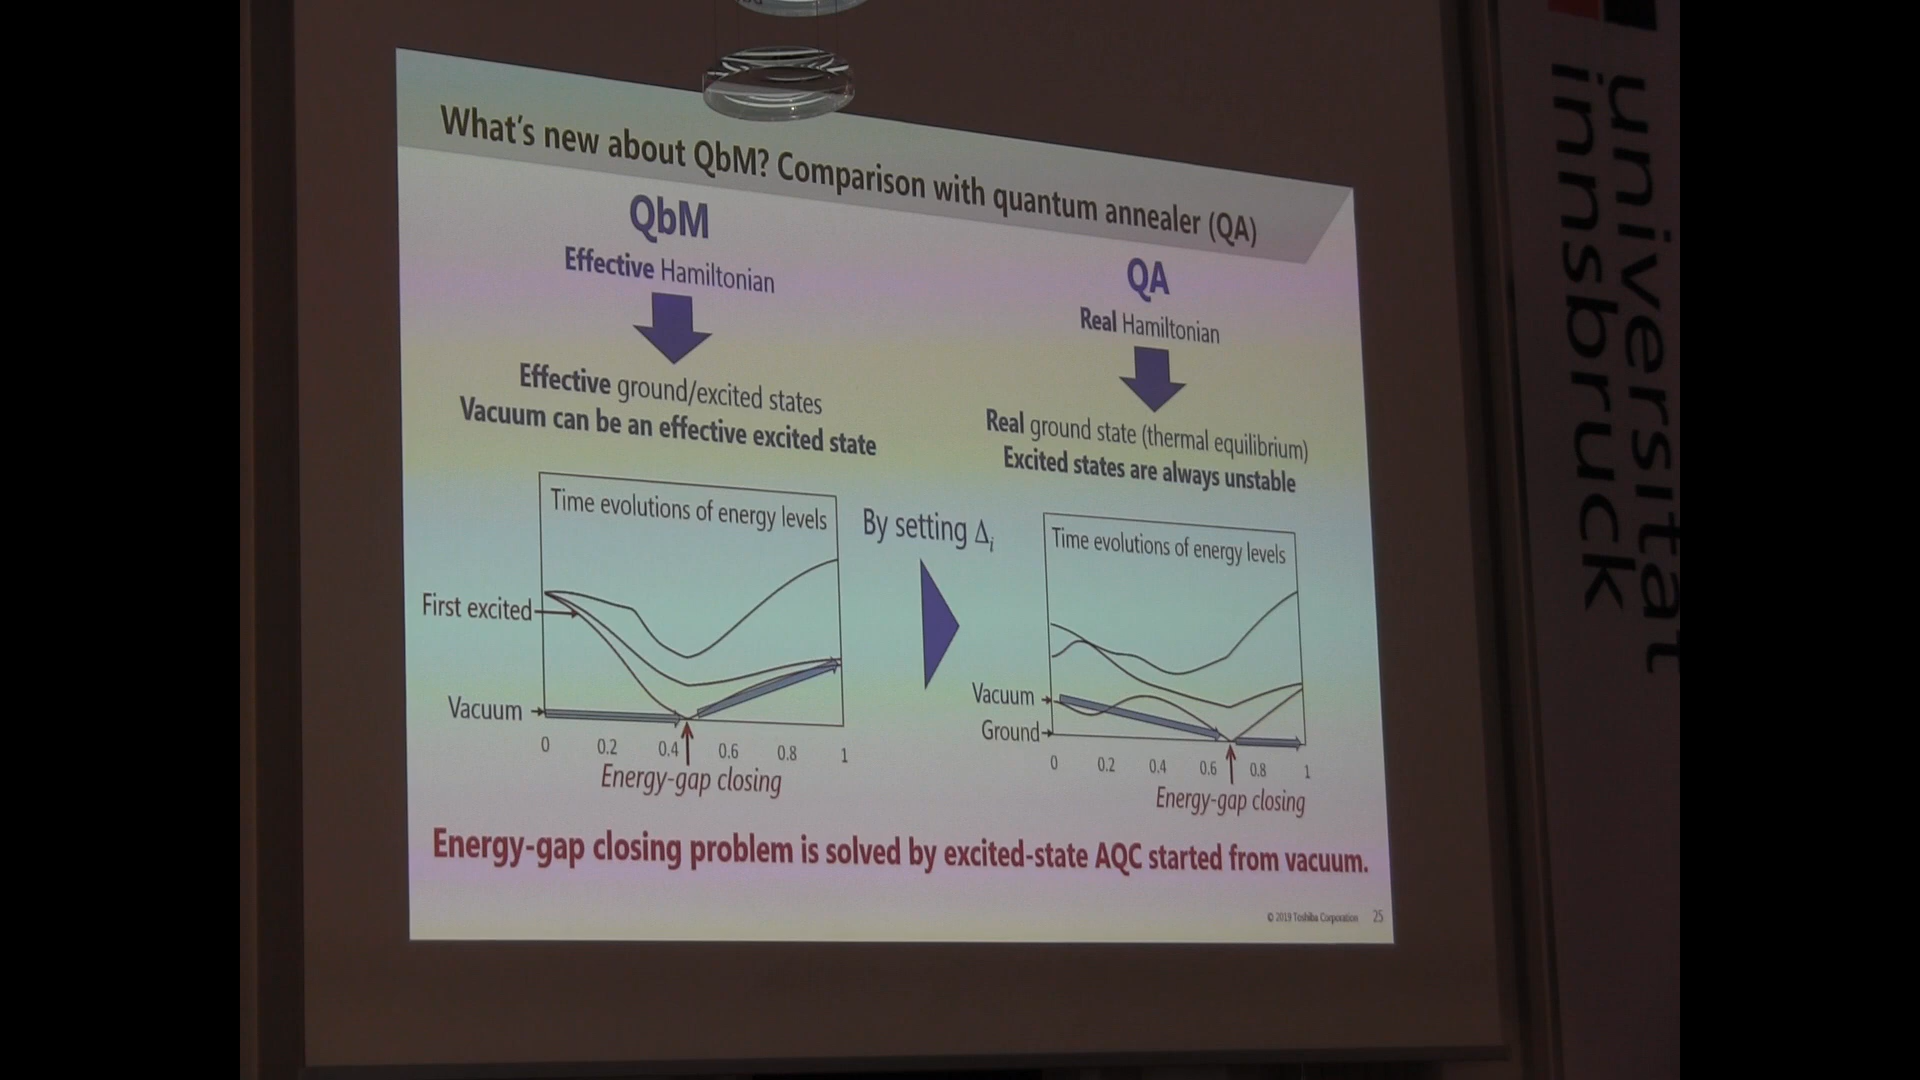 What's new about QbM? Comparison with quantum annealer (QA)
QbM
Effective Hamiltonian
Effective ground/excited states
Vacuum can be an effective excited state
QA
Real Hamiltonian
Real ground state (thermal equilibrium)
Excited states are always unstable
Time evolutions of energy levels
First excited
Vacuum
0 0.2 0.4 0.6 0.8 1
Energy-gap closing
By setting Δi
Time evolutions of energy levels
Vacuum
Ground
0 0.2 0.4 0.6 0.8 1
Energy-gap closing
Energy-gap closing problem is solved by excited-state AQC started from vacuum.
© 2019 Toshiba Corporation 25
universität
innsbruck